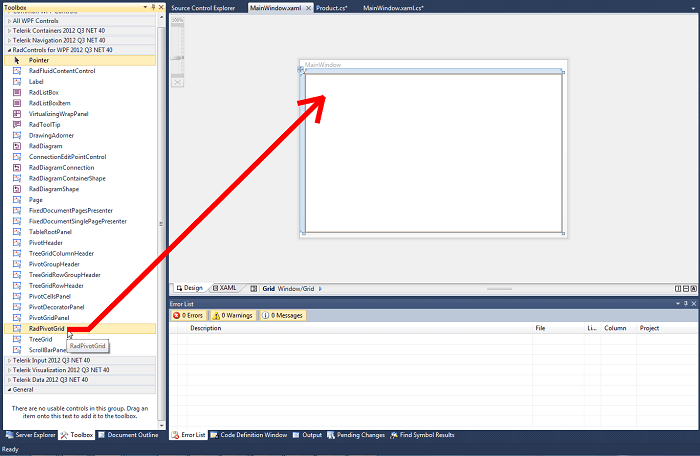 Toolbox
Common WPF Controls
All WPF Controls
Telerik Containers 2012 Q3 NET 40
Telerik Navigation 2012 Q3 NET 40
RadControls for WPF 2012 Q3 NET 40
Pointer
RadFluidContentControl
Label
RadListBox
RadListBoxItem
VirtualizingWrapPanel
RadToolTip
DrawingAdorner
RadDiagram
ConnectionEditPointControl
RadDiagramConnection
RadDiagramContainerShape
RadDiagramShape
Page
FixedDocumentPagesPresenter
FixedDocumentSinglePagePresenter
TableRootPanel
PivotHeader
TreeGridColumnHeader
PivotGroupHeader
TreeGridRowGroupHeader
TreeGridRowHeader
PivotCellsPanel
PivotDecoratorPanel
PivotGridPanel
RadPivotGrid
TreeGrid
RadPivotGrid
ScrollBarPanel
Telerik Input 2012 Q3 NET 40
Telerik Visualization 2012 Q3 NET 40
Telerik Data 2012 Q3 NET 40
General
There are no usable controls in this group. Drag an
item onto this text to add it to the toolbox.
Server Explorer Toolbox Document Outline
Source Control Explorer MainWindow.xaml Product.cs* MainWindow.xaml.cs*
100%
MainWindow
Design XAML Grid Window/Grid
Error List
0 Errors 0 Warnings 0 Messages
Description File Li... Column Project
Error List Code Definition Window Output Pending Changes Find Symbol Results
Ready